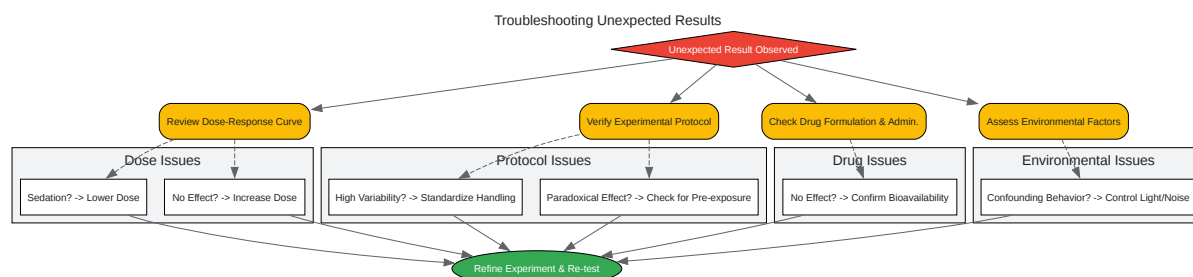 Troubleshooting Unexpected Results
Unexpected Result Observed
Review Dose-Response Curve
Verify Experimental Protocol
Check Drug Formulation & Admin.
Assess Environmental Factors
Dose Issues
Protocol Issues
Drug Issues
Environmental Issues
Sedation? -> Lower Dose
No Effect? -> Increase Dose
High Variability? -> Standardize Handling
Paradoxical Effect? -> Check for Pre-exposure
No Effect? -> Confirm Bioavailability
Confounding Behavior? -> Control Light/Noise
Refine Experiment & Re-test